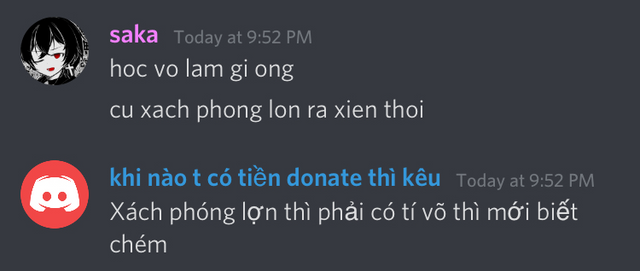 saka Today at 9:52 PM
hoc vo lam gi ong
cu xach phong lon ra xien thoi
khi nào t có tiền donate thì kêu Today at 9:52 PM
Xách phóng lợn thì phải có tí võ thì mới biết
chém